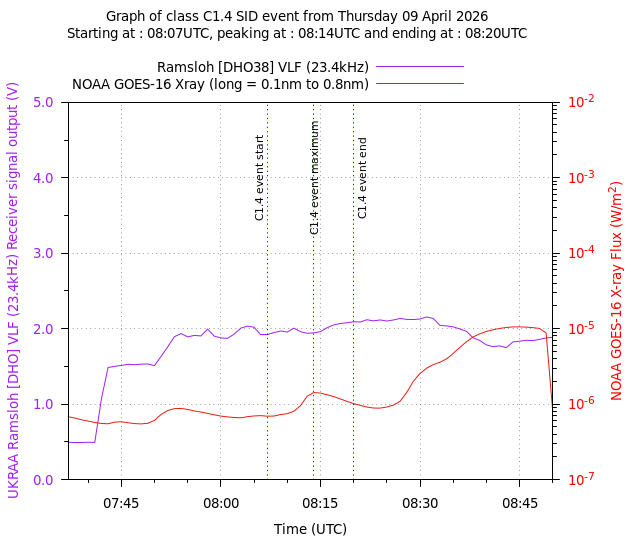 Graph of class C1.4 SID event from Thursday 09 April 2026
Starting at : 08:07UTC, peaking at : 08:14UTC and ending at : 08:20UTC
Ramsloh [DHO38] VLF (23.4kHz)
NOAA GOES-16 Xray (long = 0.1nm to 0.8nm)
UKRAA Ramsloh [DHO] VLF (23.4kHz) Receiver signal output (V)
5.0
4.0
3.0
2.0
1.0
0.0
C1.4 event start
C1.4 event maximum
C1.4 event end
10^-2
10^-3
10^-4
10^-5
10^-6
10^-7
NOAA GOES-16 X-ray Flux (W/m^2)
07:45 08:00 08:15 08:30 08:45
Time (UTC)